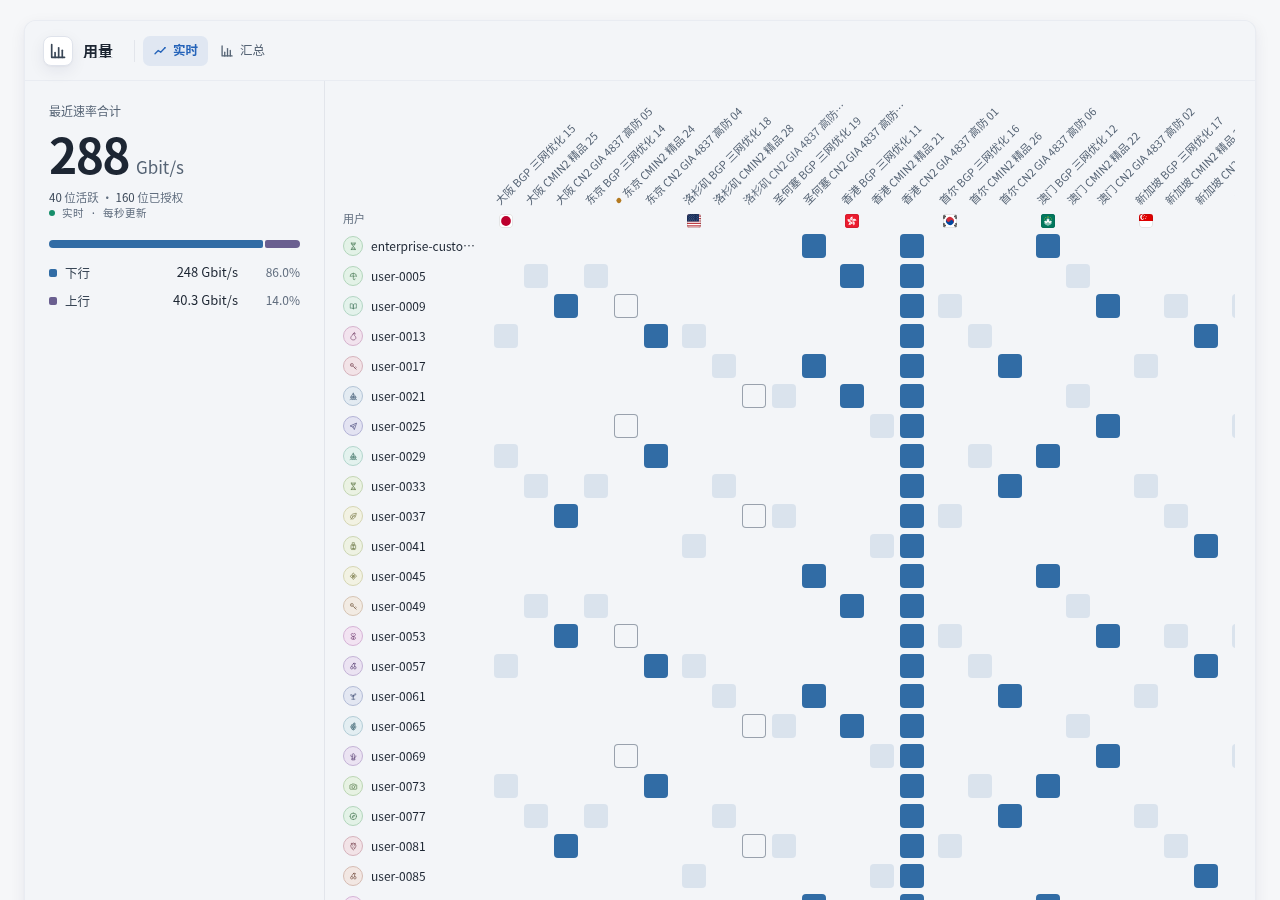 用量
实时
汇总
最近速率合计
288 Gbit/s
40 位活跃 · 160 位已授权
实时 · 每秒更新
下行 248 Gbit/s 86.0%
上行 40.3 Gbit/s 14.0%
用户
大阪 BGP 三网优化 15
大阪 CMIN2 精品 25
大阪 CN2 GIA 4837 高防 05
东京 BGP 三网优化 14
东京 CMIN2 精品 24
东京 CN2 GIA 4837 高防 04
洛杉矶 BGP 三网优化 18
洛杉矶 CMIN2 精品 28
洛杉矶 CN2 GIA 4837 高防…
圣何塞 BGP 三网优化 19
圣何塞 CN2 GIA 4837 高防…
香港 BGP 三网优化 11
香港 CMIN2 精品 21
香港 CN2 GIA 4837 高防 01
首尔 BGP 三网优化 16
首尔 CMIN2 精品 26
首尔 CN2 GIA 4837 高防 06
澳门 BGP 三网优化 12
澳门 CMIN2 精品 22
澳门 CN2 GIA 4837 高防 02
新加坡 BGP 三网优化 17
新加坡 CMIN2 精品
新加坡
enterprise-custo…
user-0005
user-0009
user-0013
user-0017
user-0021
user-0025
user-0029
user-0033
user-0037
user-0041
user-0045
user-0049
user-0053
user-0057
user-0061
user-0065
user-0069
user-0073
user-0077
user-0081
user-0085